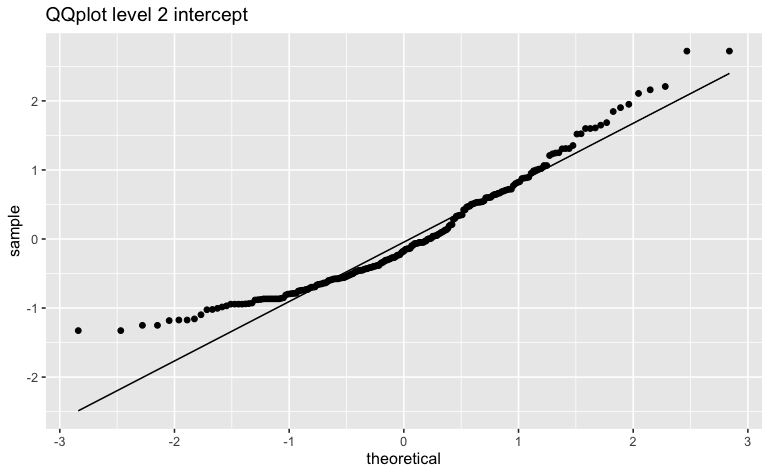 QQplot level 2 intercept
sample
2
1
0
-1
-2
-3 -2 -1 0 1 2 3
theoretical